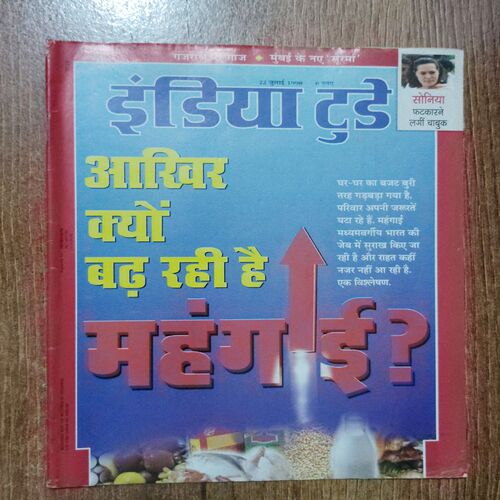 गुजराती समाज ◆ मुंबई के नए 'सूरमा'
22 जुलाई 1998
इंडिया टुडे
सोनिया
फटकारने
लगीं चाबुक
आखिर
क्यों
बढ़ रही है
महंगाई?
घर-घर का बजट बुरी
तरह गड़बड़ा गया है.
परिवार अपनी जरूरतें
घटा रहे हैं. महंगाई
मध्यमवर्गीय भारत की
जेब में सुराख किए जा
रही है और राहत कहीं
नजर नहीं आ रही है.
एक विश्लेषण.